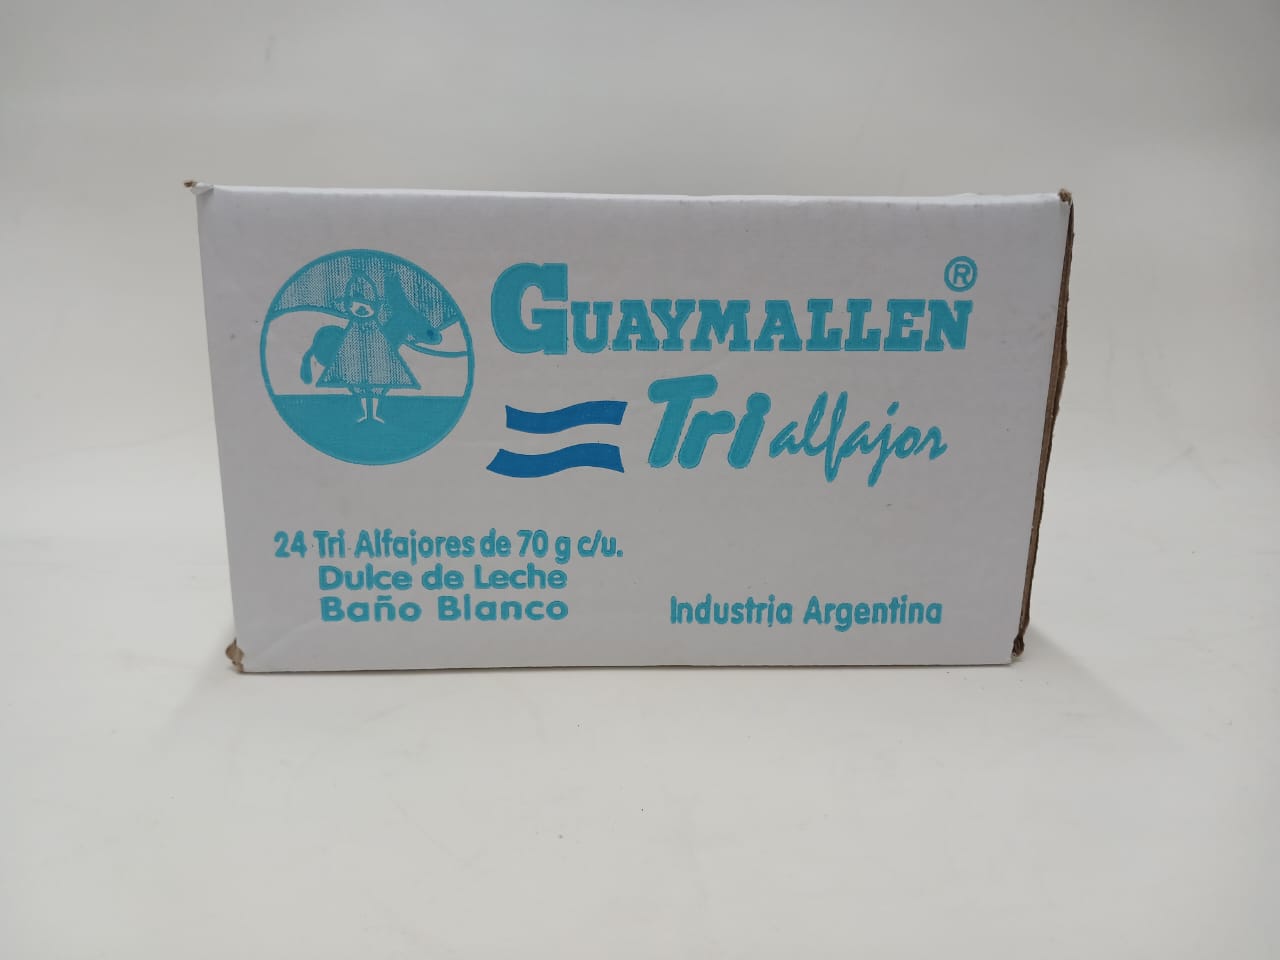 GUAYMALLEN®
Tri alfajor
24 Tri Alfajores de 70 g c/u.
Dulce de Leche
Baño Blanco
Industria Argentina